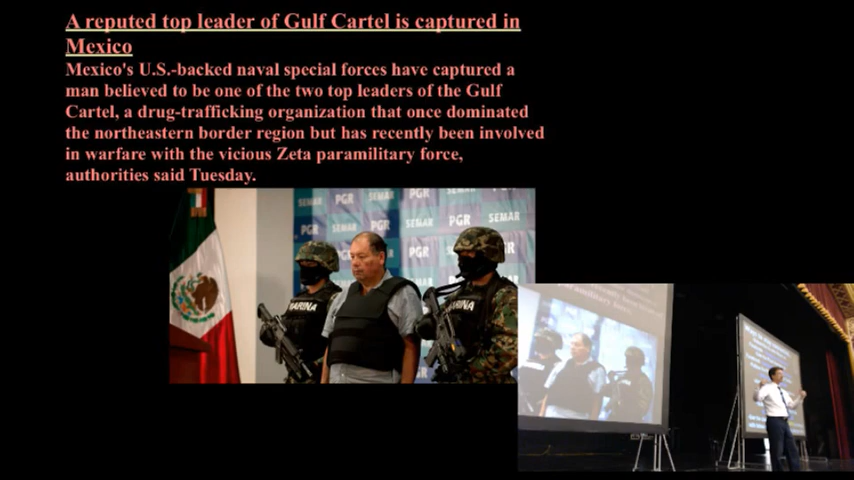 A reputed top leader of Gulf Cartel is captured in
Mexico
Mexico's U.S.-backed naval special forces have captured a
man believed to be one of the two top leaders of the Gulf
Cartel, a drug-trafficking organization that once dominated
the northeastern border region but has recently been involved
in warfare with the vicious Zeta paramilitary force,
authorities said Tuesday.
SEMAR PGR SEMAR
PGR SEMAR PGR SEMAR
PGR
MARINA
MARINA